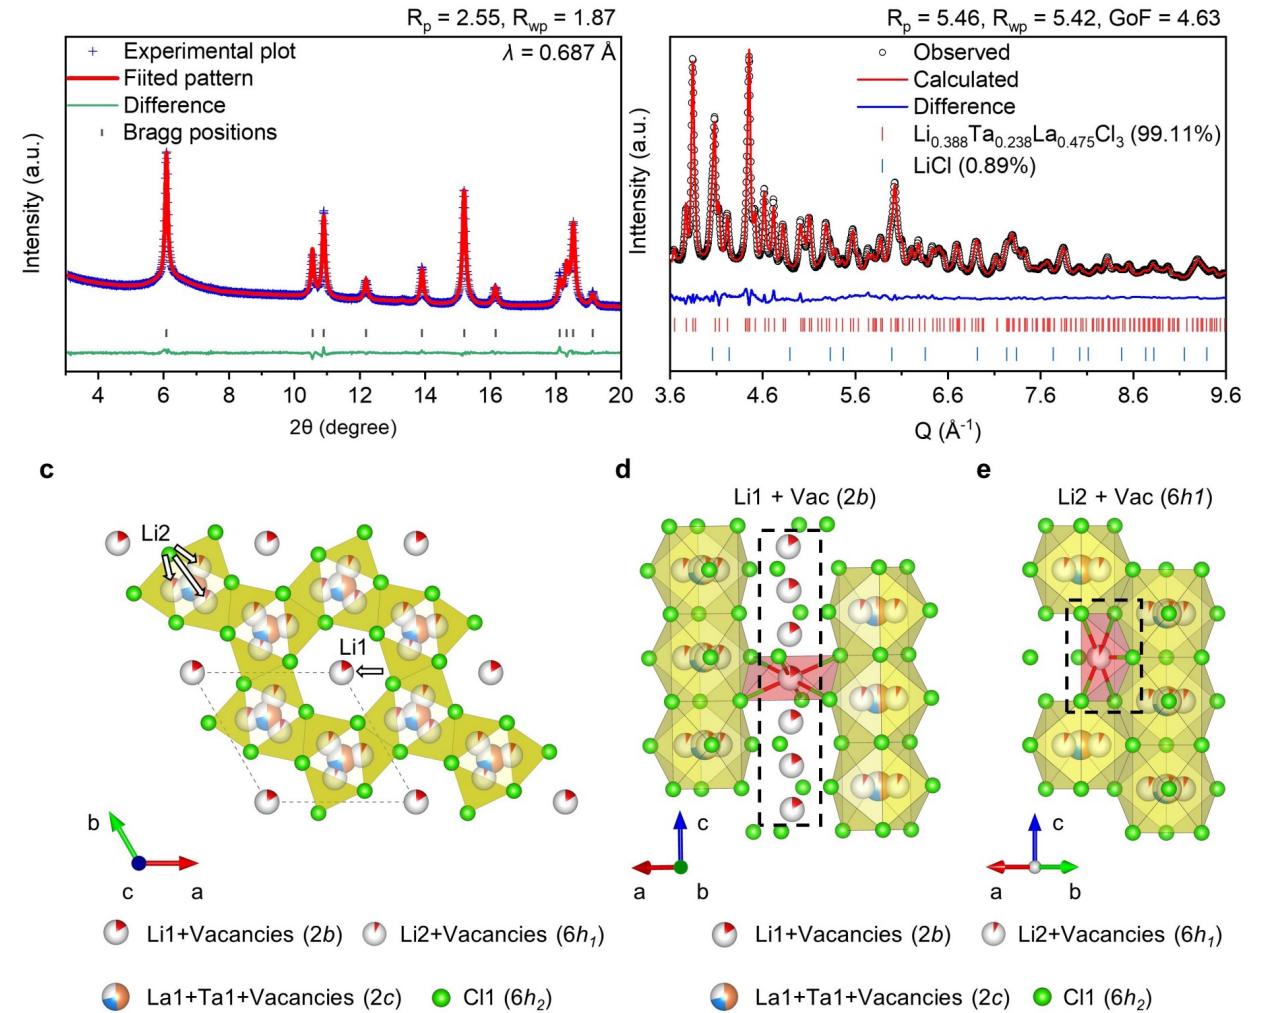 Rp = 2.55, Rwp = 1.87
Experimental plot
λ = 0.687 Å
Fiited pattern
Difference
Bragg positions
Intensity (a.u.)
4 6 8 10 12 14 16 18 20
2θ (degree)
Rp = 5.46, Rwp = 5.42, GoF = 4.63
Observed
Calculated
Difference
Li0.388Ta0.238La0.475Cl3 (99.11%)
LiCl (0.89%)
Inttensity (a.u.)
3.6 4.6 5.6 6.6 7.6 8.6 9.6
Q (Å-1)
c
Li2
Li1
b
c
a
d
Li1 + Vac (2b)
c
a
b
e
Li2 + Vac (6h1)
c
a
b
Li1+Vacancies (2b)
Li2+Vacancies (6h1)
La1+Ta1+Vacancies (2c)
Cl1 (6h2)
Li1+Vacancies (2b)
Li2+Vacancies (6h1)
La1+Ta1+Vacancies (2c)
Cl1 (6h2)